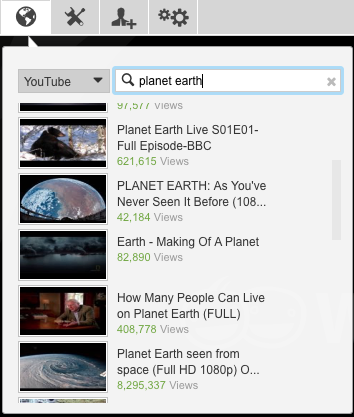 YouTube
planet earth
97,577 Views
Planet Earth Live S01E01-
Full Episode-BBC
621,615 Views
PLANET EARTH: As You've
Never Seen It Before (108...
42,184 Views
Earth - Making Of A Planet
82,890 Views
How Many People Can Live
on Planet Earth (FULL)
408,778 Views
Planet Earth seen from
space (Full HD 1080p) O...
8,295,337 Views